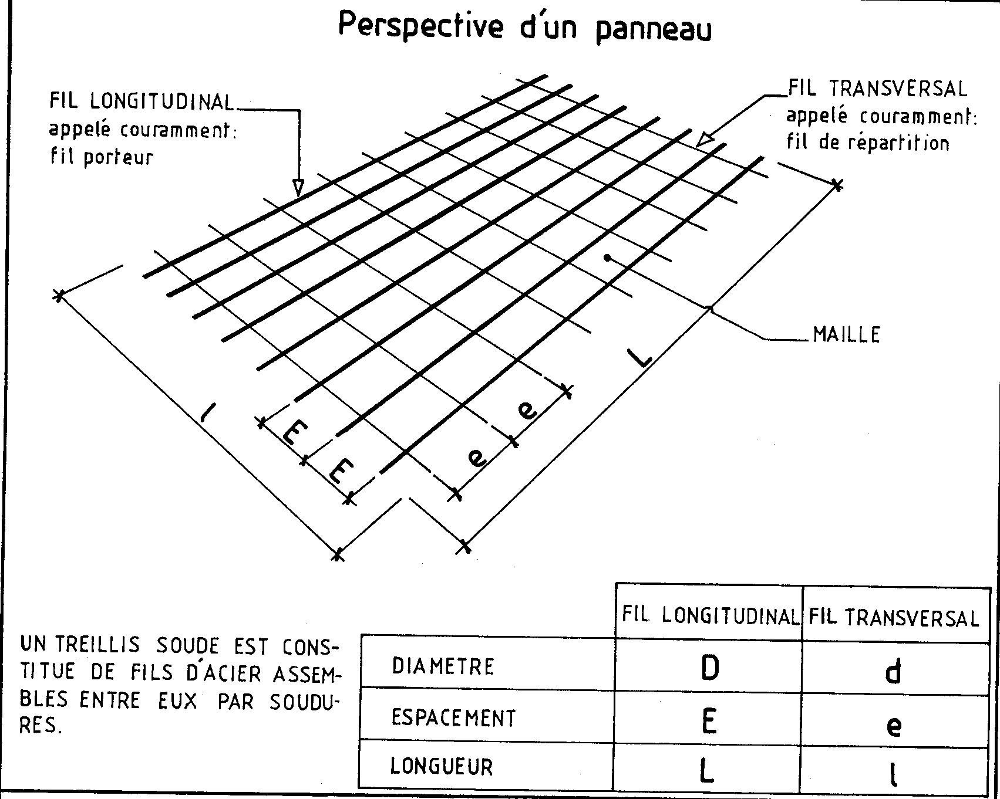 Perspective d'un panneau
FIL LONGITUDINAL
appelé couramment:
fil porteur
FIL TRANSVERSAL
appelé couramment:
fil de répartition
MAILLE
L
l
E
E
e
e
UN TREILLIS SOUDE EST CONS-
TITUE DE FILS D'ACIER ASSEM-
BLES ENTRE EUX PAR SOUDU-
RES.
FIL LONGITUDINAL FIL TRANSVERSAL
DIAMETRE D d
ESPACEMENT E e
LONGUEUR L l